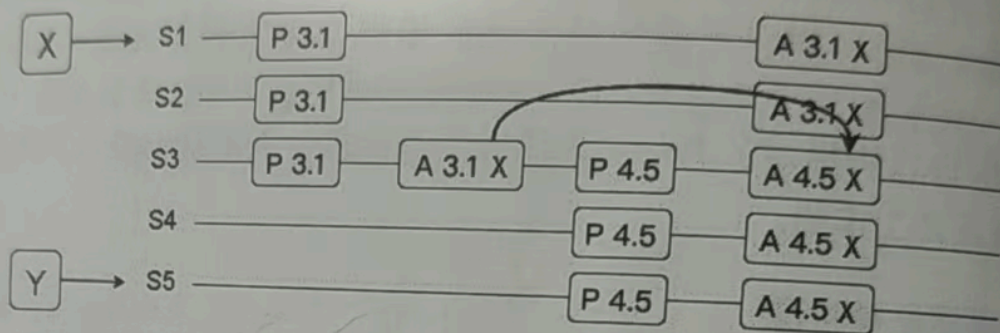 X S1 P 3.1 A 3.1 X
S2 P 3.1 A 3.1 X
S3 P 3.1 A 3.1 X P 4.5 A 4.5 X
S4 P 4.5 A 4.5 X
Y S5 P 4.5 A 4.5 X